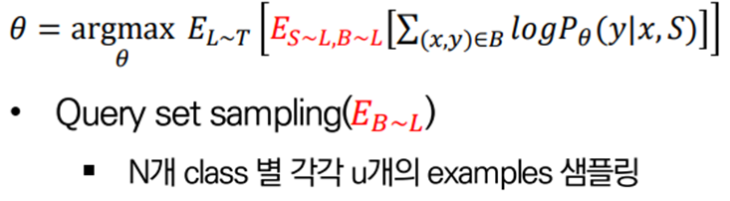 θ = argmax E_{L~T} [E_{S~L,B~L}[∑_{(x,y)∈B} logP_θ(y|x, S)]]
θ
• Query set sampling(E_{B~L})
▪ N개 class 별 각각 u개의 examples 샘플링